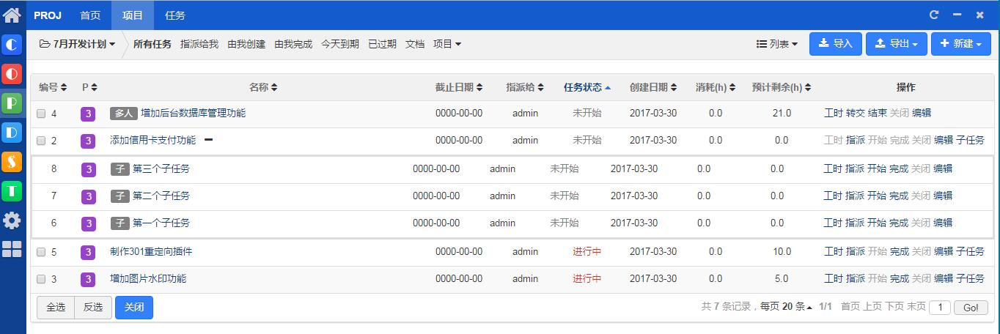 PROJ 首页 项目 任务
7月开发计划 所有任务 指派给我 由我创建 由我完成 今天到期 已过期 文档 项目 列表 导入 导出 新建
编号 P 名称 截止日期 指派给 任务状态 创建日期 消耗(h) 预计剩余(h) 操作
4 3 多人 增加后台数据库管理功能 0000-00-00 admin 未开始 2017-03-30 0.0 21.0 工时 转交 结束 关闭 编辑
2 3 添加信用卡支付功能 0000-00-00 admin 未开始 2017-03-30 0.0 0.0 工时 指派 开始 完成 关闭 编辑 子任务
8 3 子 第三个子任务 0000-00-00 admin 未开始 2017-03-30 0.0 0.0 工时 指派 开始 完成 关闭 编辑
7 3 子 第二个子任务 0000-00-00 admin 未开始 2017-03-30 0.0 0.0 工时 指派 开始 完成 关闭 编辑
6 3 子 第一个子任务 0000-00-00 admin 未开始 2017-03-30 0.0 0.0 工时 指派 开始 完成 关闭 编辑
5 3 制作301重定向插件 0000-00-00 admin 进行中 2017-03-30 0.0 10.0 工时 指派 开始 完成 关闭 编辑 子任务
3 3 增加图片水印功能 0000-00-00 admin 进行中 2017-03-30 0.0 5.0 工时 指派 开始 完成 关闭 编辑 子任务
全选 反选 关闭 共 7 条记录，每页 20 条 1/1 首页 上页 下页 末页 1 Go!